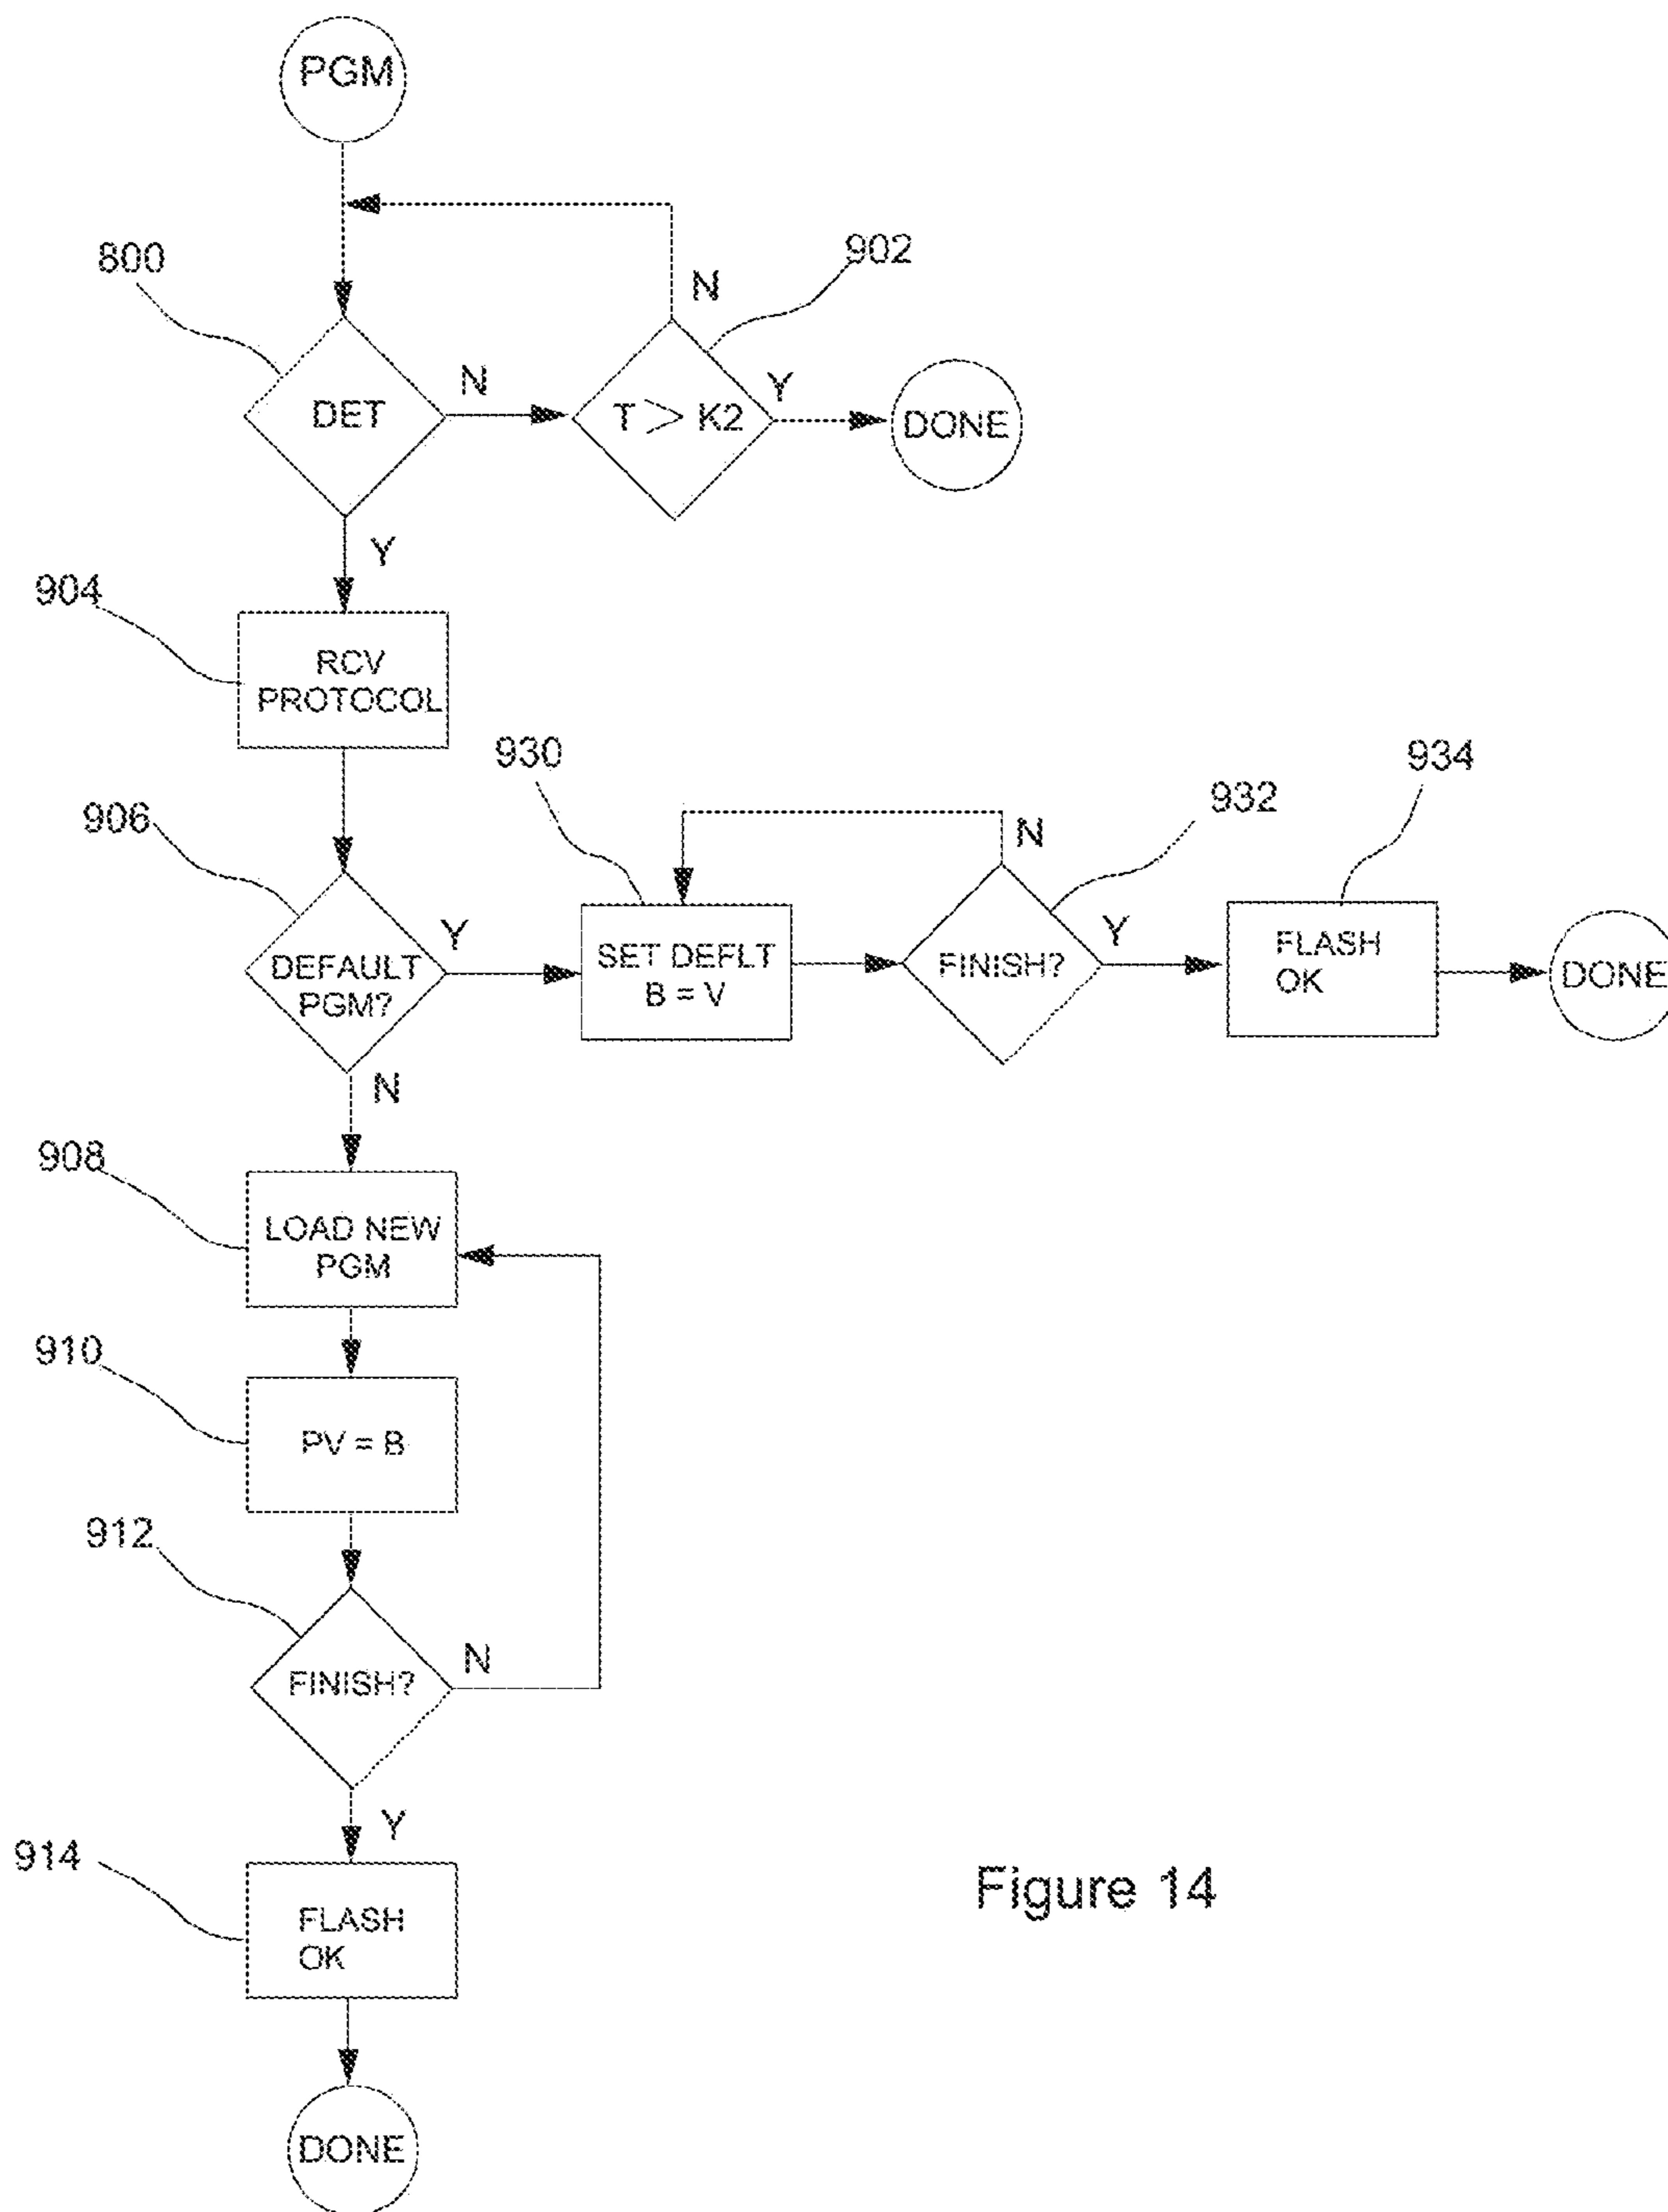 PGM
800
902
N
DET
N
T > K2
Y
DONE
Y
904
RCV
PROTOCOL
930
934
932
906
N
Y
Y
DEFAULT
PGM?
SET DEFLT
B = V
FINISH?
FLASH
OK
DONE
N
908
LOAD NEW
PGM
910
PV = B
912
FINISH?
N
Y
914
FLASH
OK
Figure 14
DONE